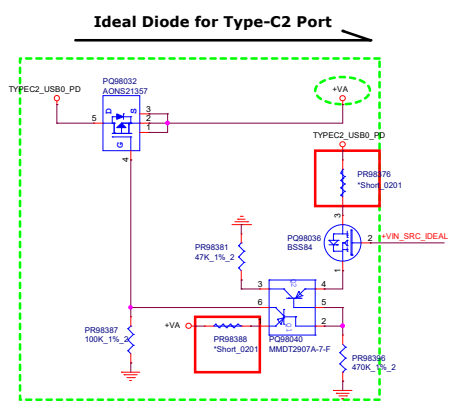 Ideal Diode for Type-C2 Port
PQ98032
AONS21357
TYPEC2_USB0_PD
+VA
D
S
G
5
3
2
1
4
TYPEC2_USB0_PD
PR98376
*Short_0201
3
PQ98036
BSS84
2
+VIN_SRC_IDEAL
1
PR98381
47K_1%_2
3
Q2
4
6
5
+VA
1
Q1
2
PR98387
100K_1%_2
PR98388
*Short_0201
PQ98040
MMDT2907A-7-F
PR98396
470K_1%_2